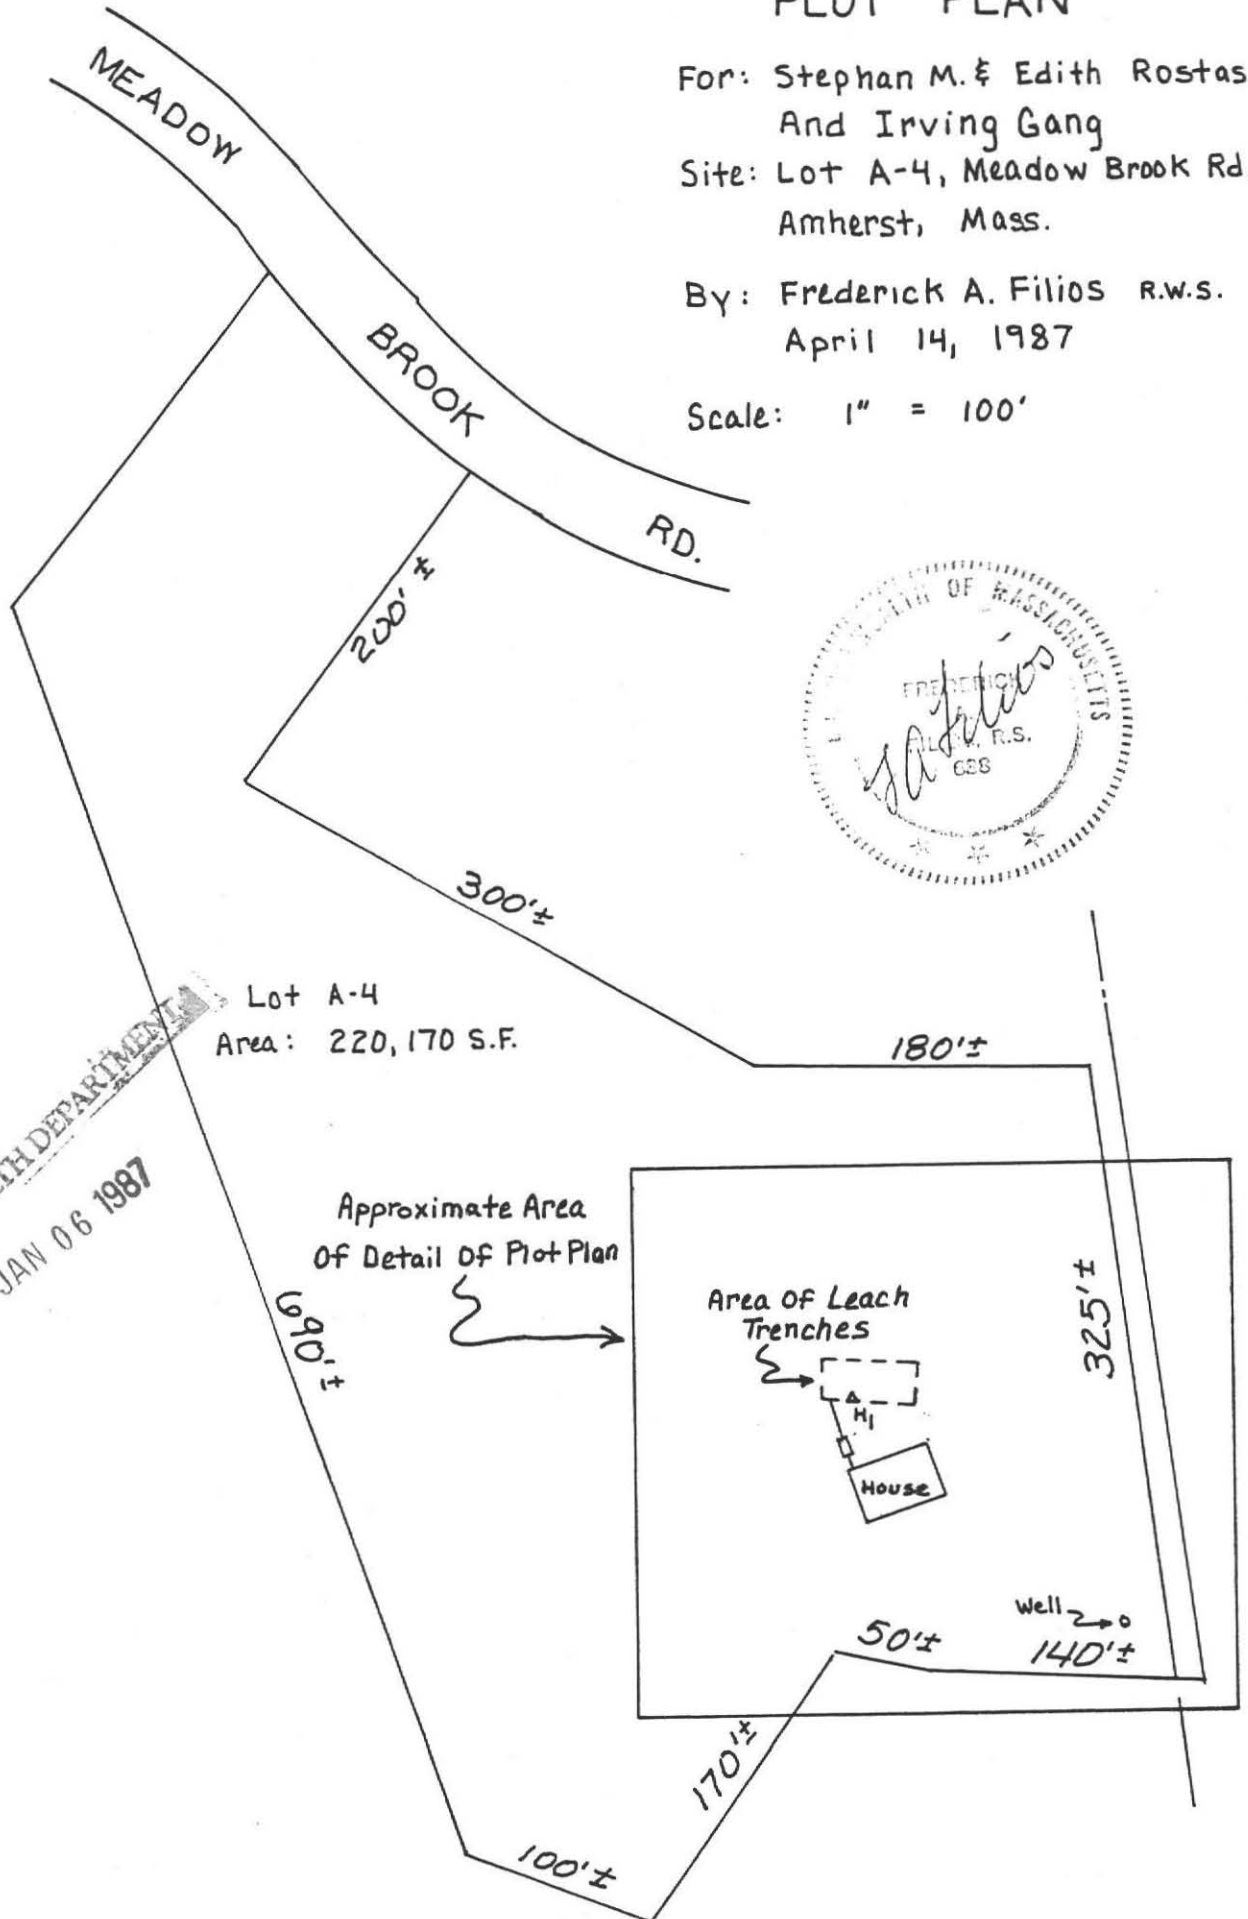 PLOT PLAN
For: Stephan M. & Edith Rostas
And Irving Gang
Site: Lot A-4, Meadow Brook Rd
Amherst, Mass.
By: Frederick A. Filios R.W.S.
April 14, 1987
Scale: 1" = 100'
MEADOW
BROOK
RD.
200'±
OF MASSACHUSETTS
FREDERICK
R.S.
300'±
Lot A-4
Area: 220,170 S.F.
180'±
DEPARTMENT
JAN 06 1987
Approximate Area
Of Detail Of Plot Plan
690'±
Area Of Leach
Trenches
H1
House
325'±
Well
50'±
140'±
170'±
100'±